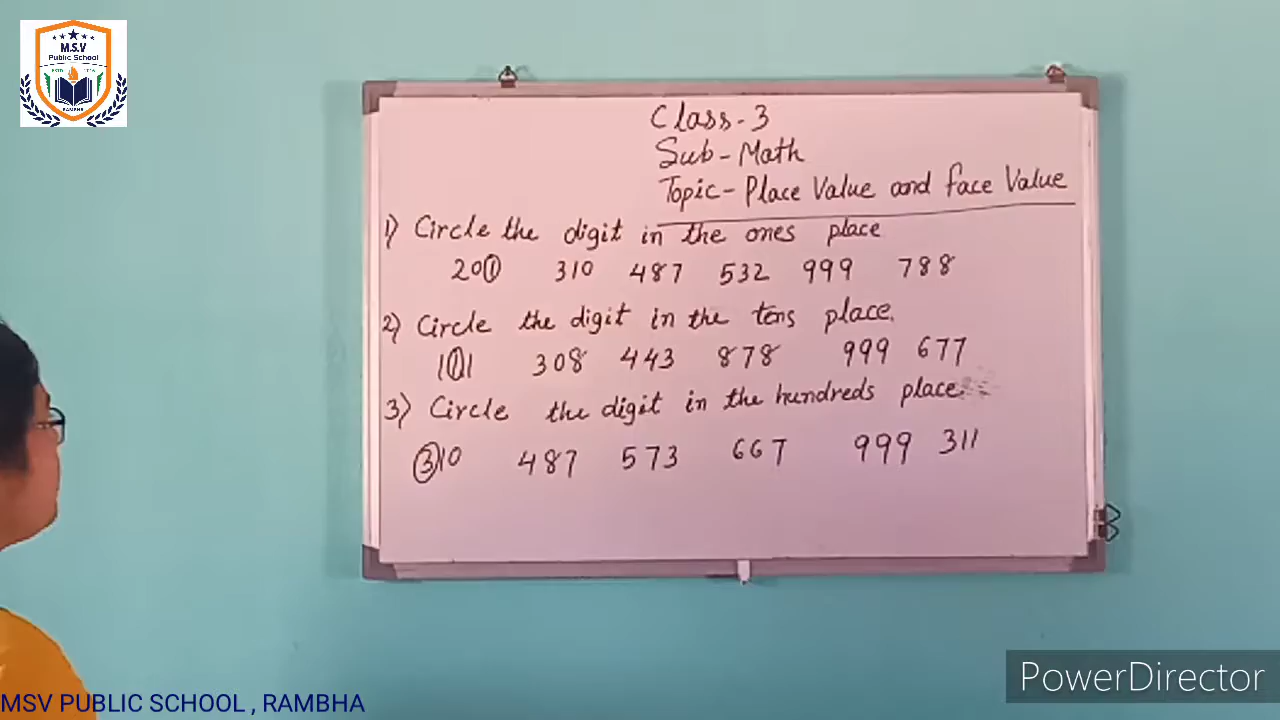 M.S.V
Public School
ESTD
RAMBHA
Class-3
Sub-Math
Topic-Place Value and face Value
1) Circle the digit in the ones place
201 310 487 532 999 788
2) Circle the digit in the tens place.
101 308 443 878 999 677
3) Circle the digit in the hundreds place.
310 487 573 667 999 311
PowerDirector
MSV PUBLIC SCHOOL , RAMBHA